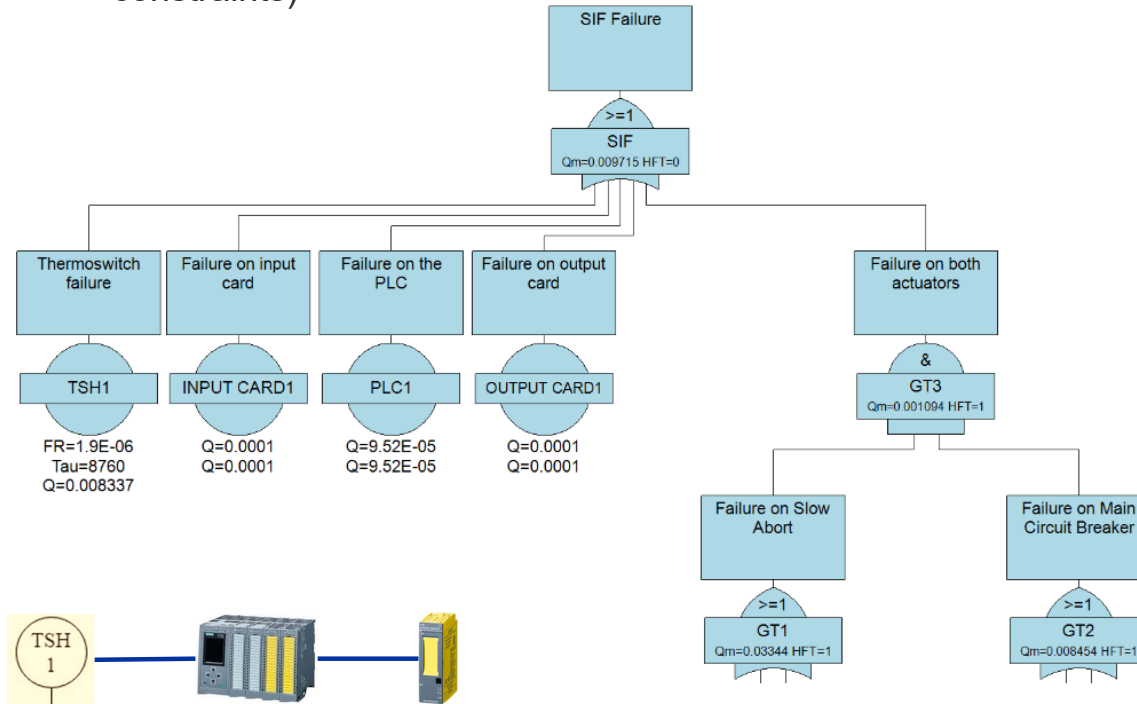 constraints)
SIF Failure
>=1
SIF
Qm=0.009715 HFT=0
Thermoswitch
failure
Failure on input
card
Failure on the
PLC
Failure on output
card
Failure on both
actuators
TSH1
INPUT CARD1
PLC1
OUTPUT CARD1
&
GT3
Qm=0.001094 HFT=1
FR=1.9E-06
Tau=8760
Q=0.008337
Q=0.0001
Q=0.0001
Q=9.52E-05
Q=9.52E-05
Q=0.0001
Q=0.0001
Failure on Slow
Abort
Failure on Main
Circuit Breaker
>=1
GT1
Qm=0.03344 HFT=1
>=1
GT2
Qm=0.008454 HFT=1
TSH
1